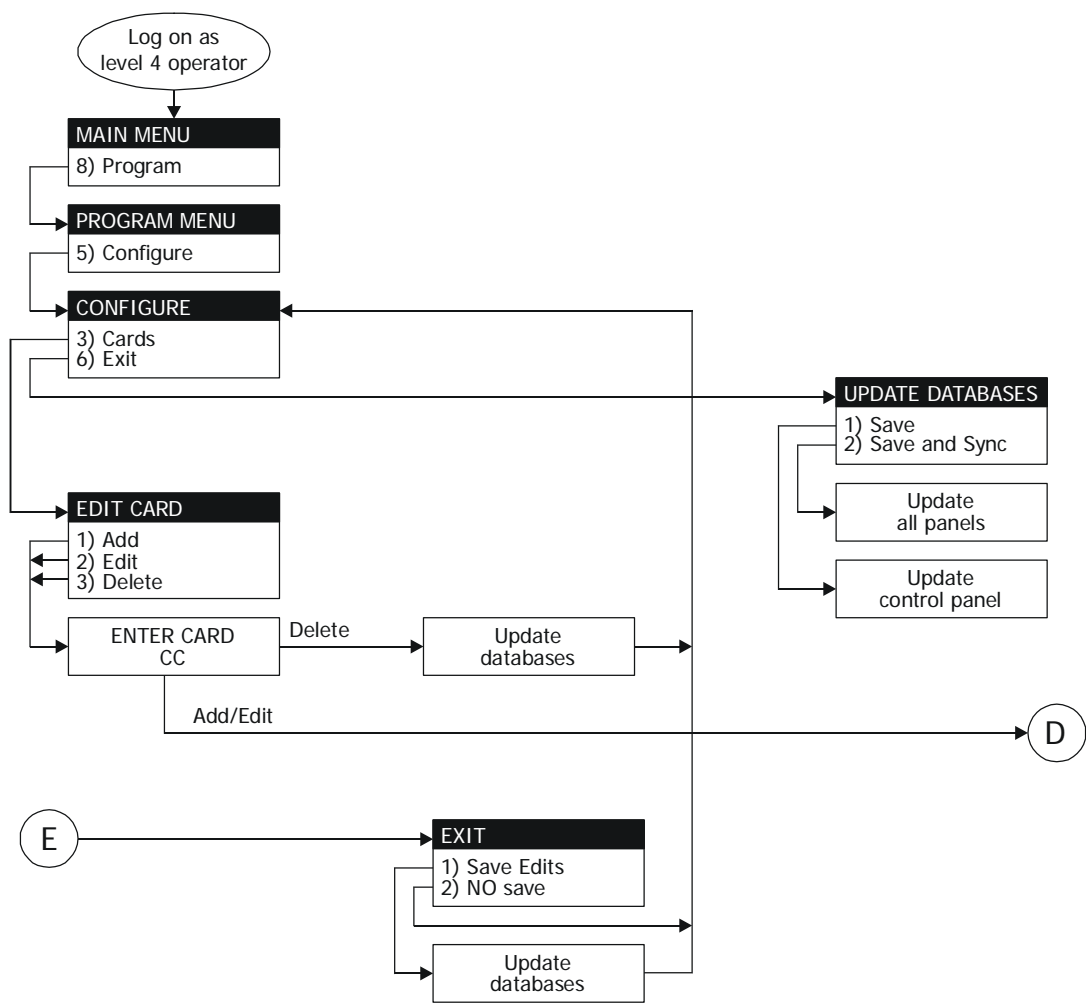 Log on as
level 4 operator
MAIN MENU
8) Program
PROGRAM MENU
5) Configure
CONFIGURE
3) Cards
6) Exit
UPDATE DATABASES
1) Save
2) Save and Sync
Update
all panels
Update
control panel
EDIT CARD
1) Add
2) Edit
3) Delete
ENTER CARD
CC
Delete
Update
databases
Add/Edit
D
E
EXIT
1) Save Edits
2) NO save
Update
databases